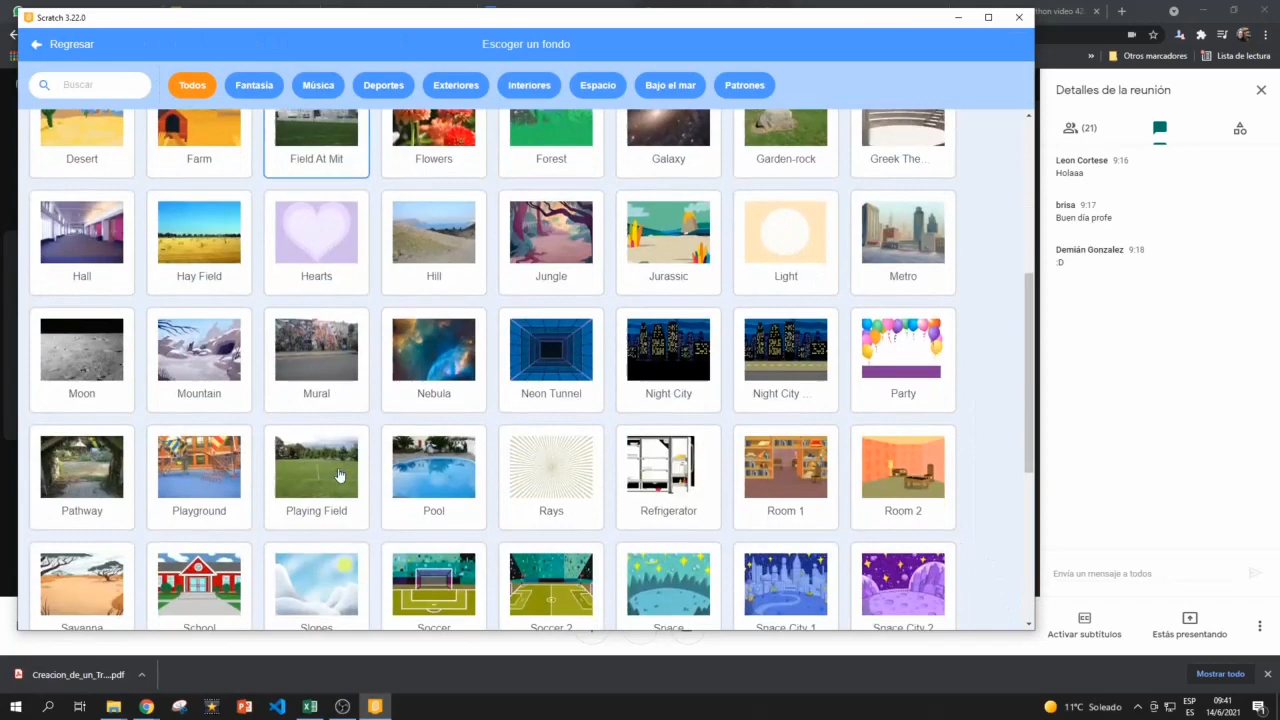 Scratch 3.22.0
Regresar
Escoger un fondo
Buscar
Todos
Fantasía
Música
Deportes
Exteriores
Interiores
Espacio
Bajo el mar
Patrones
Desert
Farm
Field At Mit
Flowers
Forest
Galaxy
Garden-rock
Greek The...
Hall
Hay Field
Hearts
Hill
Jungle
Jurassic
Light
Metro
Moon
Mountain
Mural
Nebula
Neon Tunnel
Night City
Night City ...
Party
Pathway
Playground
Playing Field
Pool
Rays
Refrigerator
Room 1
Room 2
Savanna
School
Slopes
Soccer
Soccer 2
Space
Space City 1
Space City 2
thon video 42
Otros marcadores
Lista de lectura
Detalles de la reunión
(21)
Leon Cortese 9:16
Holaaa
brisa 9:17
Buen día profe
Demián Gonzalez 9:18
:D
Envía un mensaje a todos
Activar subtítulos
Estás presentando
Creacion_de_un_Tr....pdf
Mostrar todo
11°C Soleado
ESP
ES
09:41
14/6/2021
1